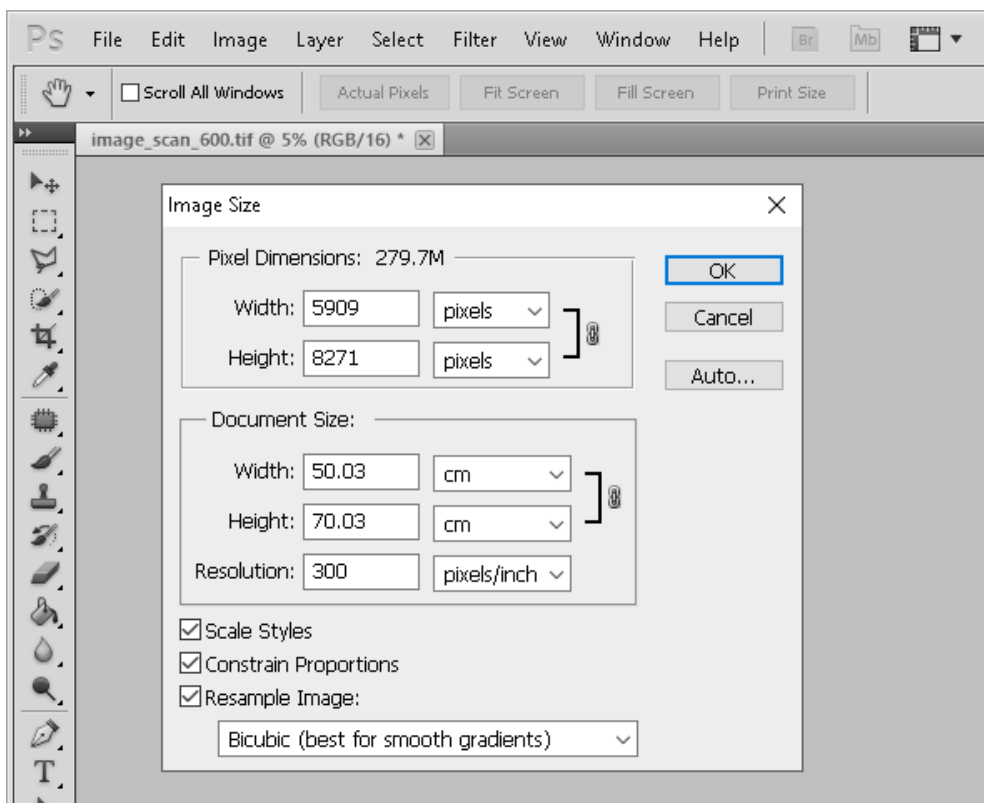 Ps File Edit Image Layer Select Filter View Window Help Br Mb
Scroll All Windows Actual Pixels Fit Screen Fill Screen Print Size
image_scan_600.tif @ 5% (RGB/16) *
Image Size
Pixel Dimensions: 279.7M
OK
Width: 5909 pixels
Cancel
Height: 8271 pixels
Auto...
Document Size:
Width: 50.03 cm
Height: 70.03 cm
Resolution: 300 pixels/inch
Scale Styles
Constrain Proportions
Resample Image:
Bicubic (best for smooth gradients)
T